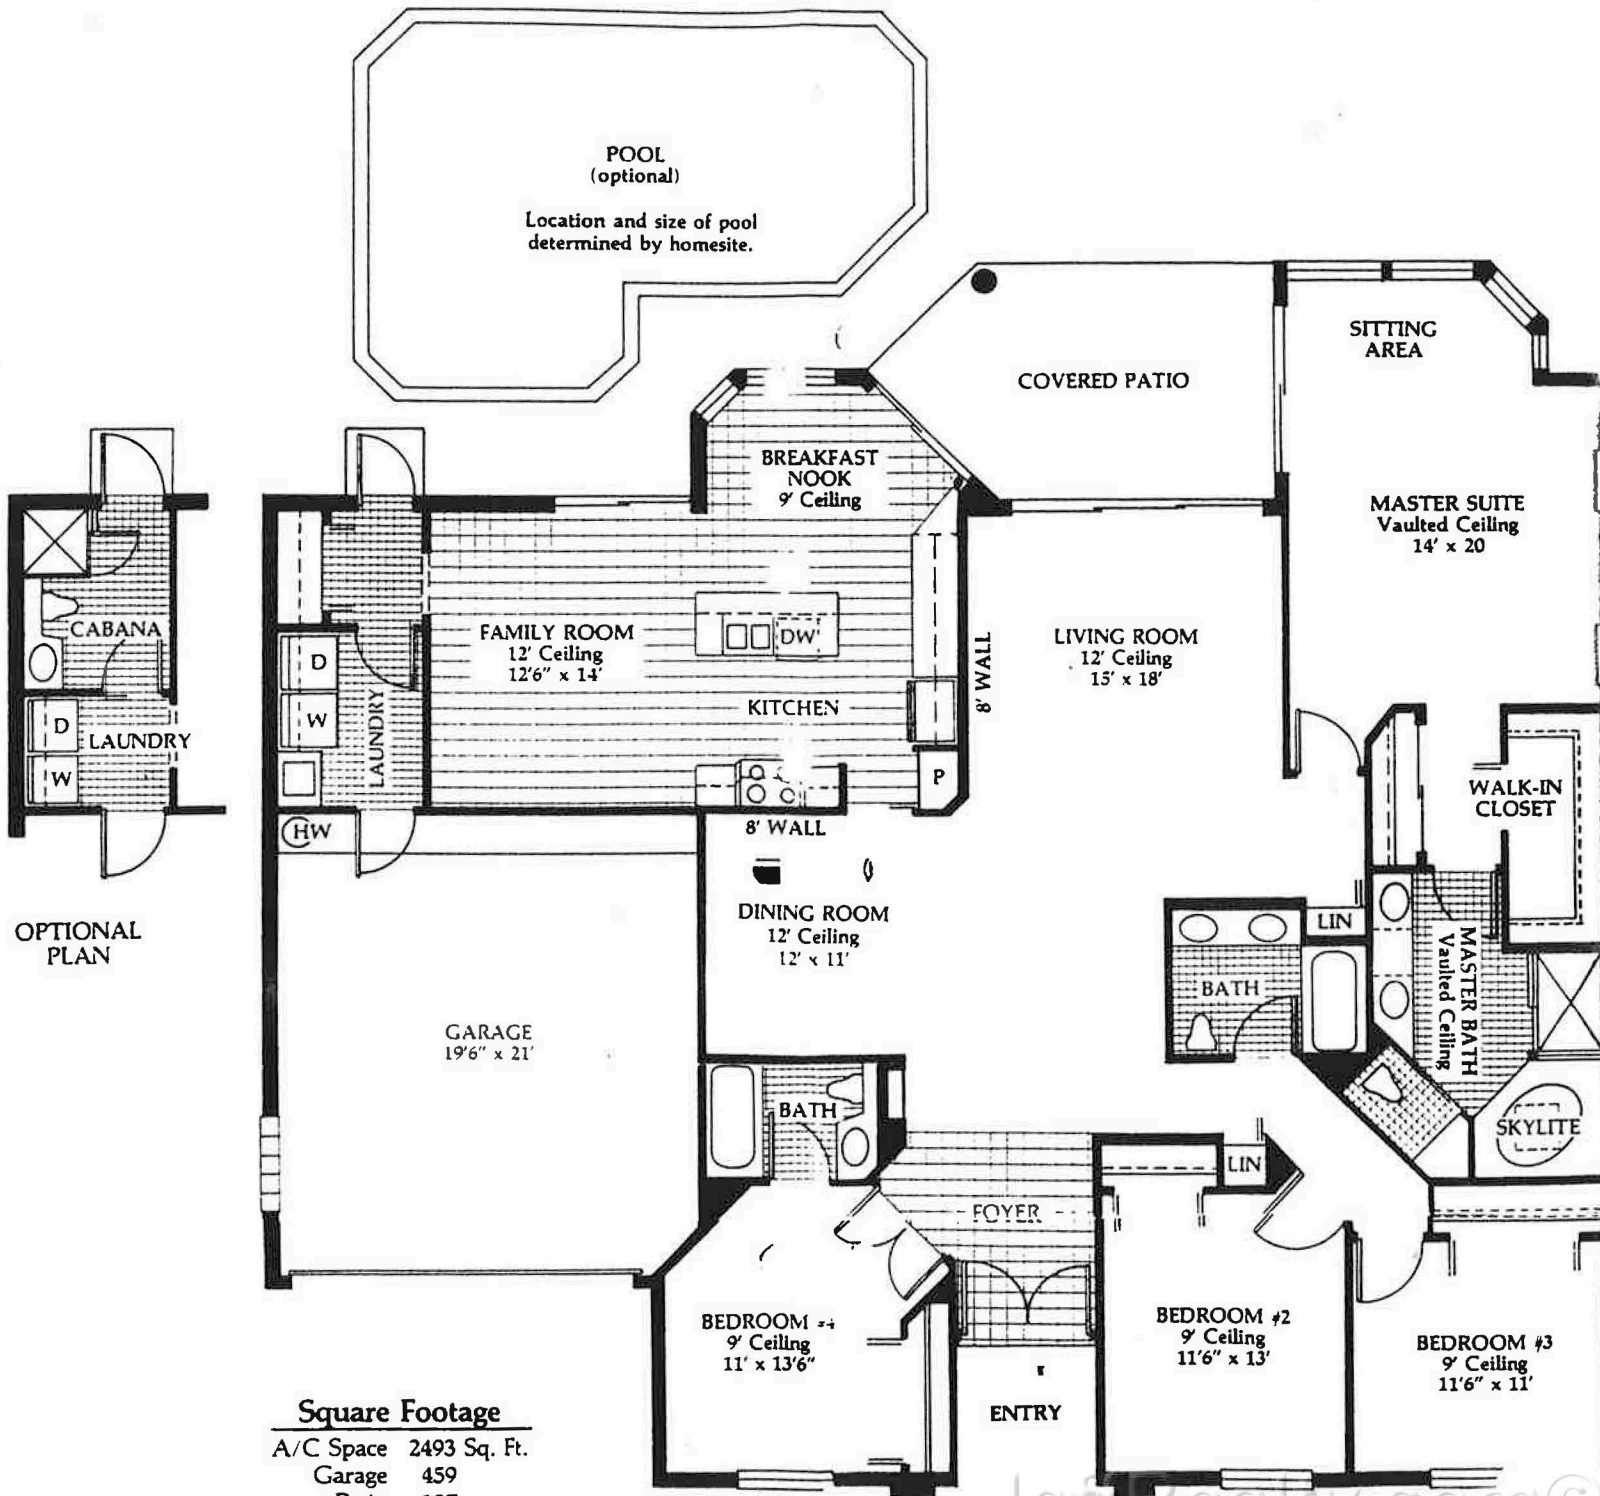 POOL
(optional)
Location and size of pool
determined by homesite.
SITTING
AREA
COVERED PATIO
BREAKFAST
NOOK
9' Ceiling
MASTER SUITE
Vaulted Ceiling
14' x 20
FAMILY ROOM
12' Ceiling
12'6" x 14'
DW
KITCHEN
8' WALL
LIVING ROOM
12' Ceiling
15' x 18'
CABANA
D
LAUNDRY
W
D
W
LAUNDRY
P
WALK-IN
CLOSET
HW
8' WALL
OPTIONAL
PLAN
DINING ROOM
12' Ceiling
12' x 11'
LIN
BATH
MASTER BATH
Vaulted Ceiling
GARAGE
19'6" x 21'
BATH
SKYLITE
LIN
FOYER
BEDROOM
9' Ceiling
11' x 13'6"
BEDROOM #2
9' Ceiling
11'6" x 13'
BEDROOM #3
9' Ceiling
11'6" x 11'
ENTRY
Square Footage
A/C Space 2493 Sq. Ft.
Garage 459